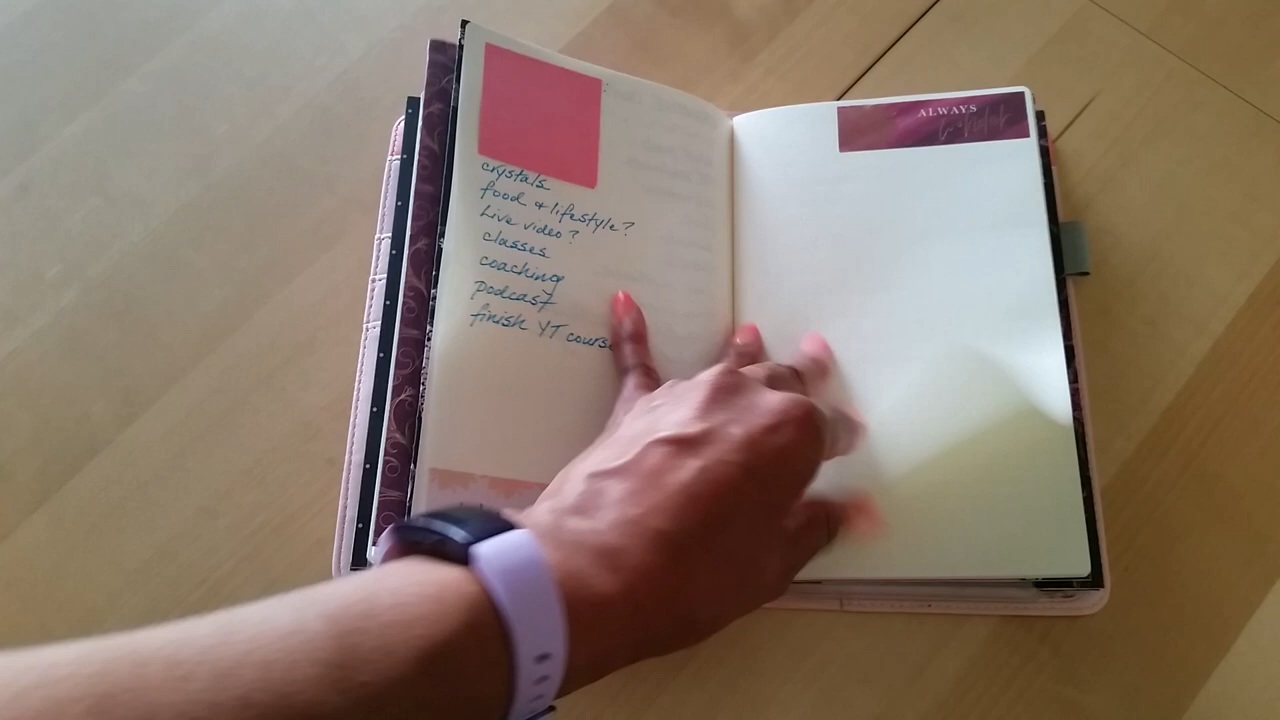 crystals
food & lifestyle?
Live video?
classes
coaching
podcast
finish YT course
ALWAYS